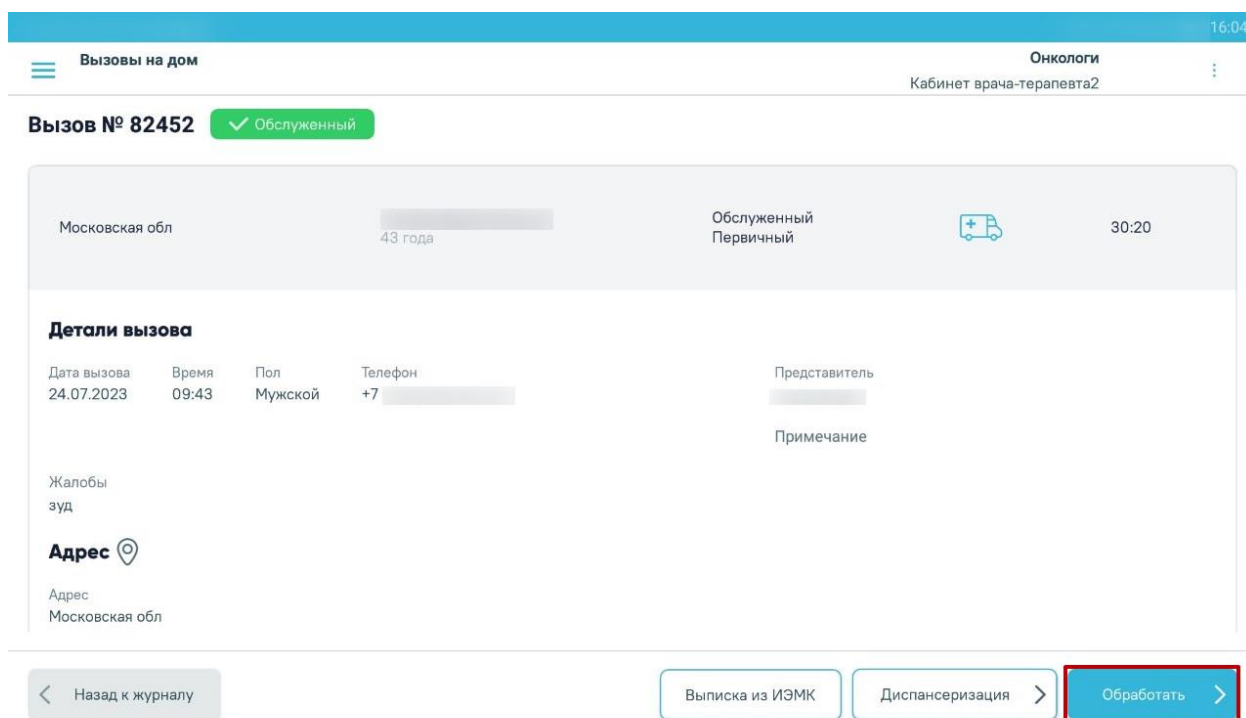 16:04
Вызовы на дом
Онкологи
Кабинет врача-терапевта2
Вызов № 82452
Обслуженный
Московская обл
43 года
Обслуженный
Первичный
30:20
Детали вызова
Дата вызова Время Пол Телефон Представитель
24.07.2023 09:43 Мужской +7
Примечание
Жалобы
зуд
Адрес
Адрес
Московская обл
Назад к журналу Выписка из ИЭМК Диспансеризация Обработать